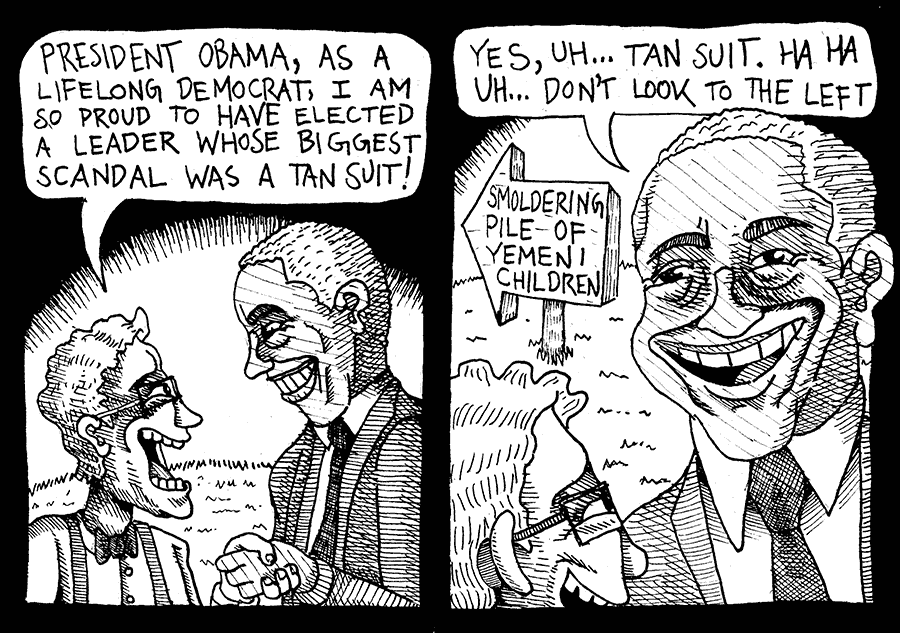 PRESIDENT OBAMA, AS A
LIFELONG DEMOCRAT, I AM
SO PROUD TO HAVE ELECTED
A LEADER WHOSE BIGGEST
SCANDAL WAS A TAN SUIT!
YES, UH... TAN SUIT. HA HA
UH... DON'T LOOK TO THE LEFT
SMOLDERING
PILE OF
YEMENI
CHILDREN